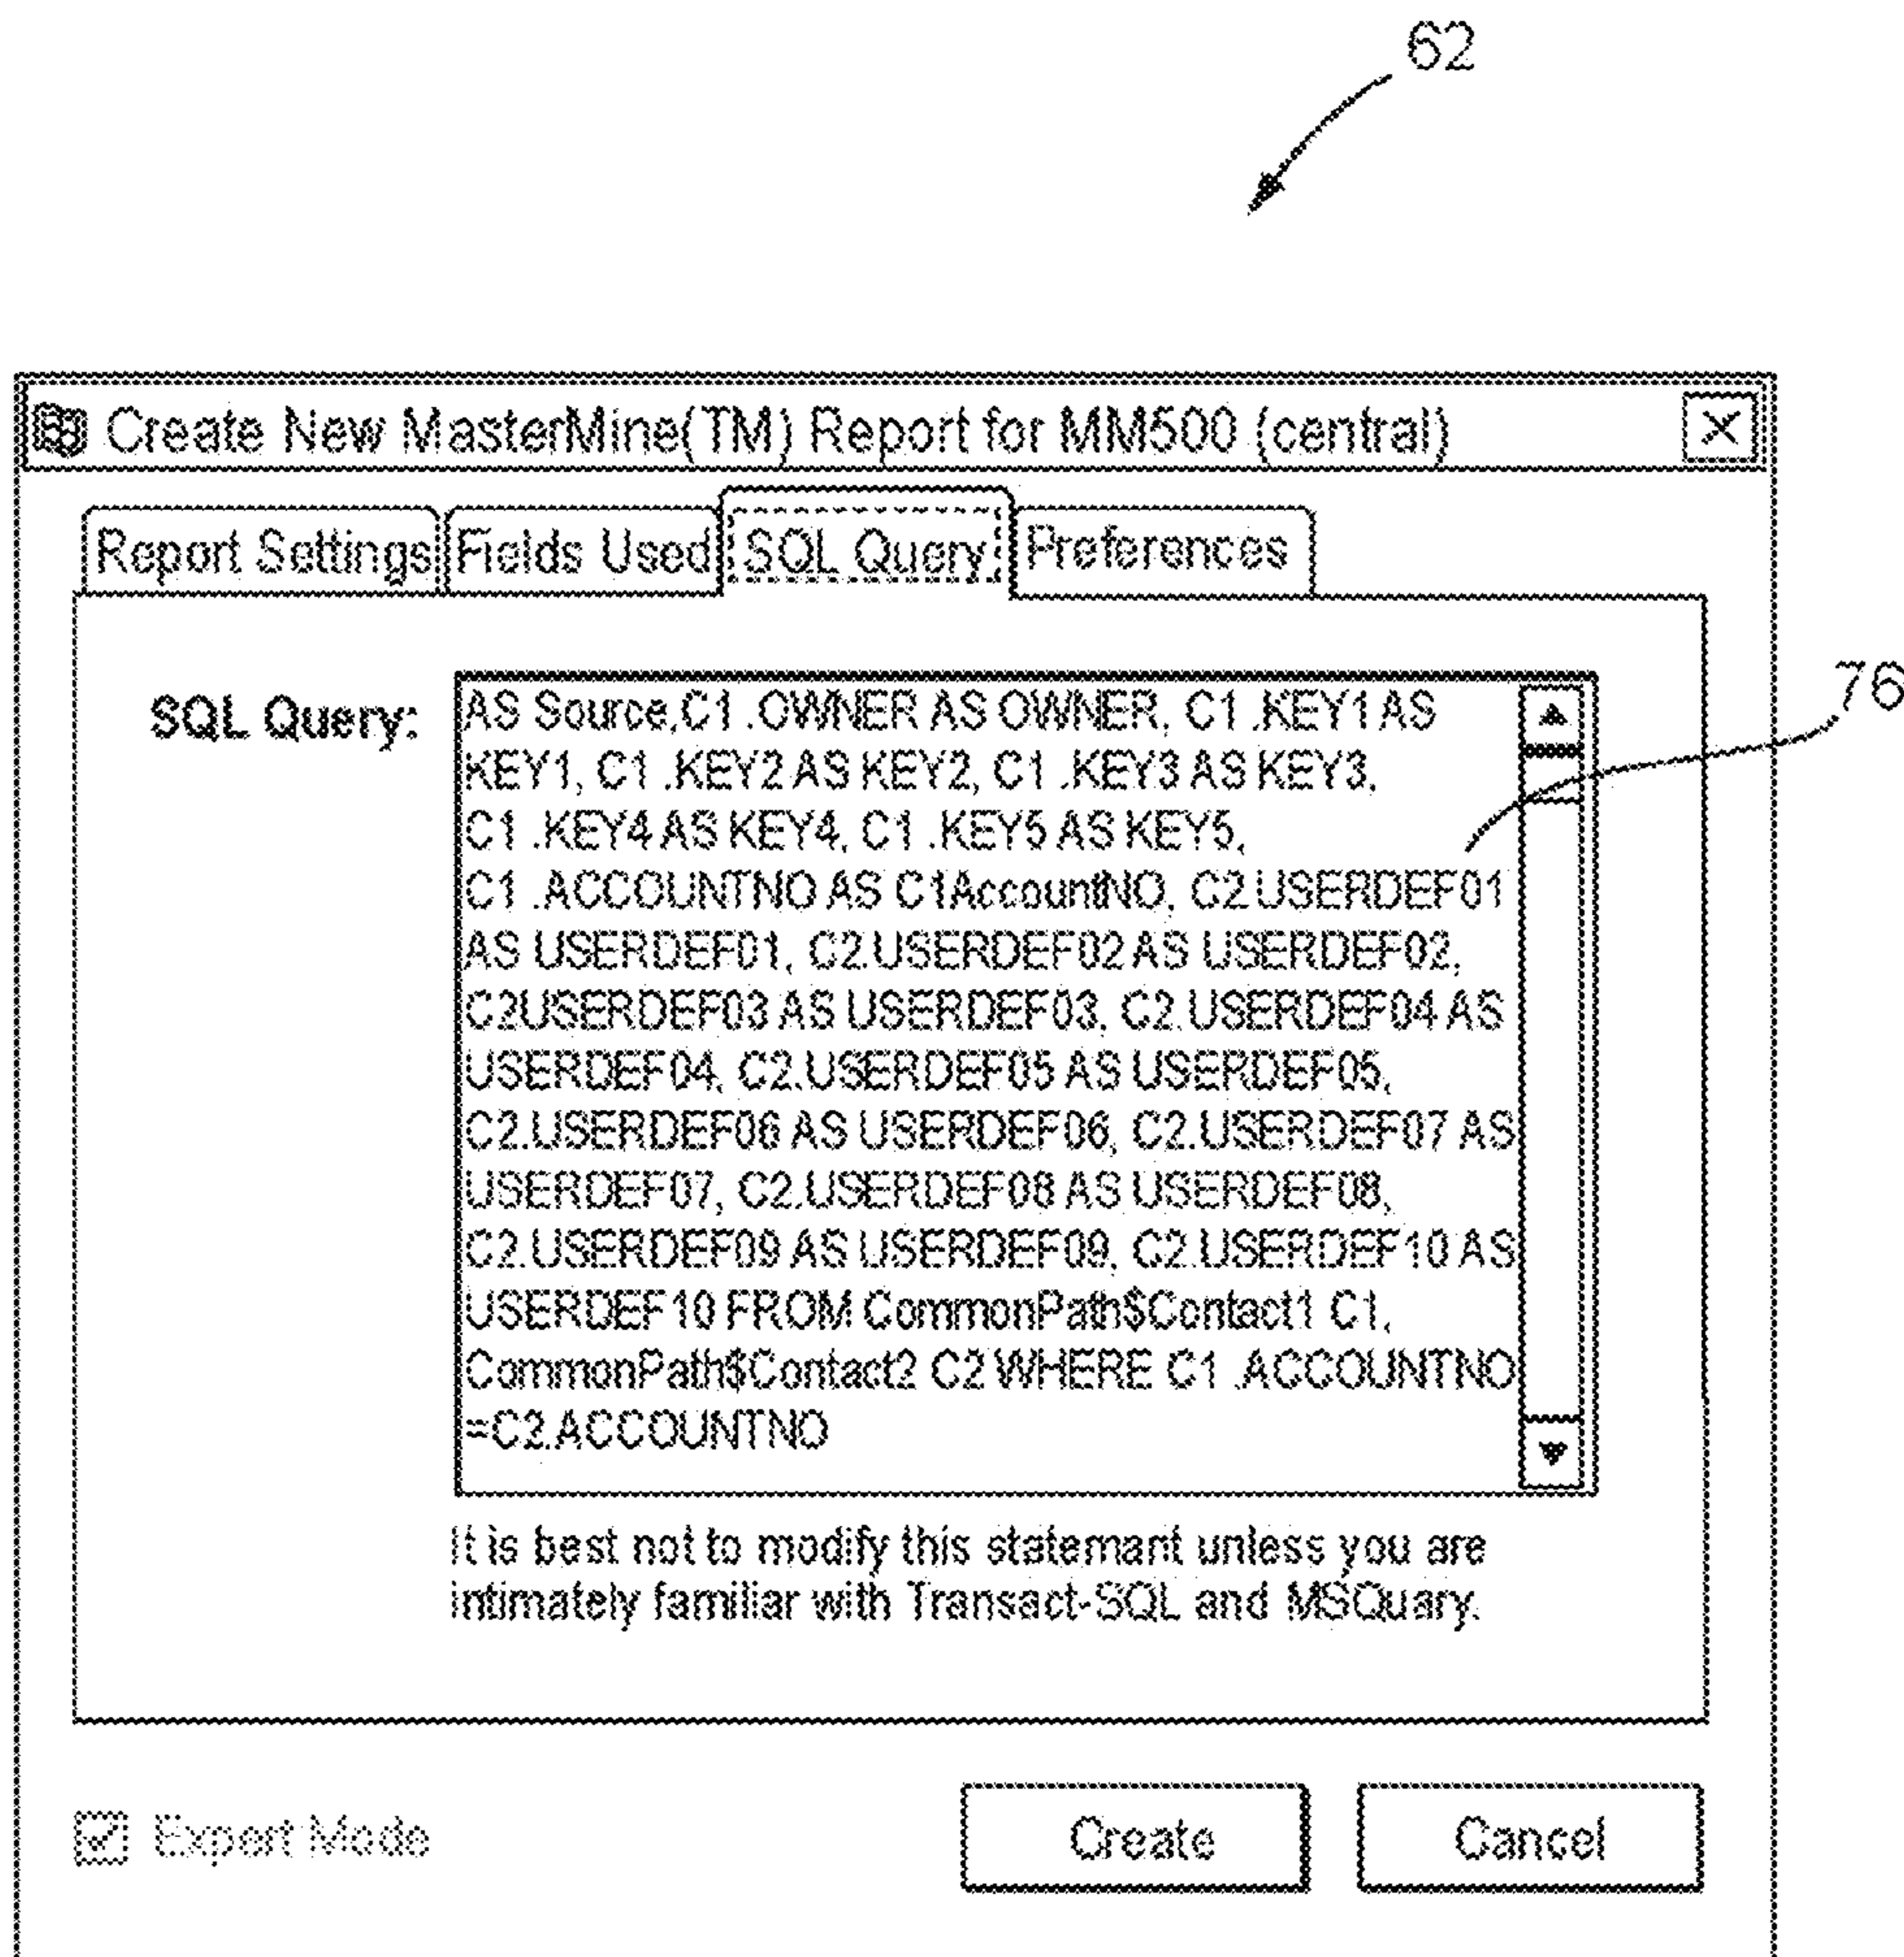 62
Create New MasterMine(TM) Report for MM500 (central)
Report Settings Fields Used SQL Query Preferences
SQL Query:
76
AS Source,C1 .OWNER AS OWNER, C1 .KEY1 AS
KEY1, C1 .KEY2 AS KEY2, C1 .KEY3 AS KEY3,
C1 .KEY4 AS KEY4, C1 .KEY5 AS KEY5,
C1 .ACCOUNTNO AS C1AccountNO, C2.USERDEF01
AS USERDEF01, C2.USERDEF02 AS USERDEF02,
C2USERDEF03 AS USERDEF03, C2.USERDEF04 AS
USERDEF04, C2.USERDEF05 AS USERDEF05,
C2.USERDEF06 AS USERDEF06, C2.USERDEF07 AS
USERDEF07, C2.USERDEF08 AS USERDEF08,
C2.USERDEF09 AS USERDEF09, C2.USERDEF10 AS
USERDEF10 FROM CommonPath$Contact1 C1,
CommonPath$Contact2 C2 WHERE C1 .ACCOUNTNO
=C2.ACCOUNTNO
It is best not to modify this statemant unless you are
intimately familiar with Transact-SQL and MSQuary.
Expert Mode
Create
Cancel